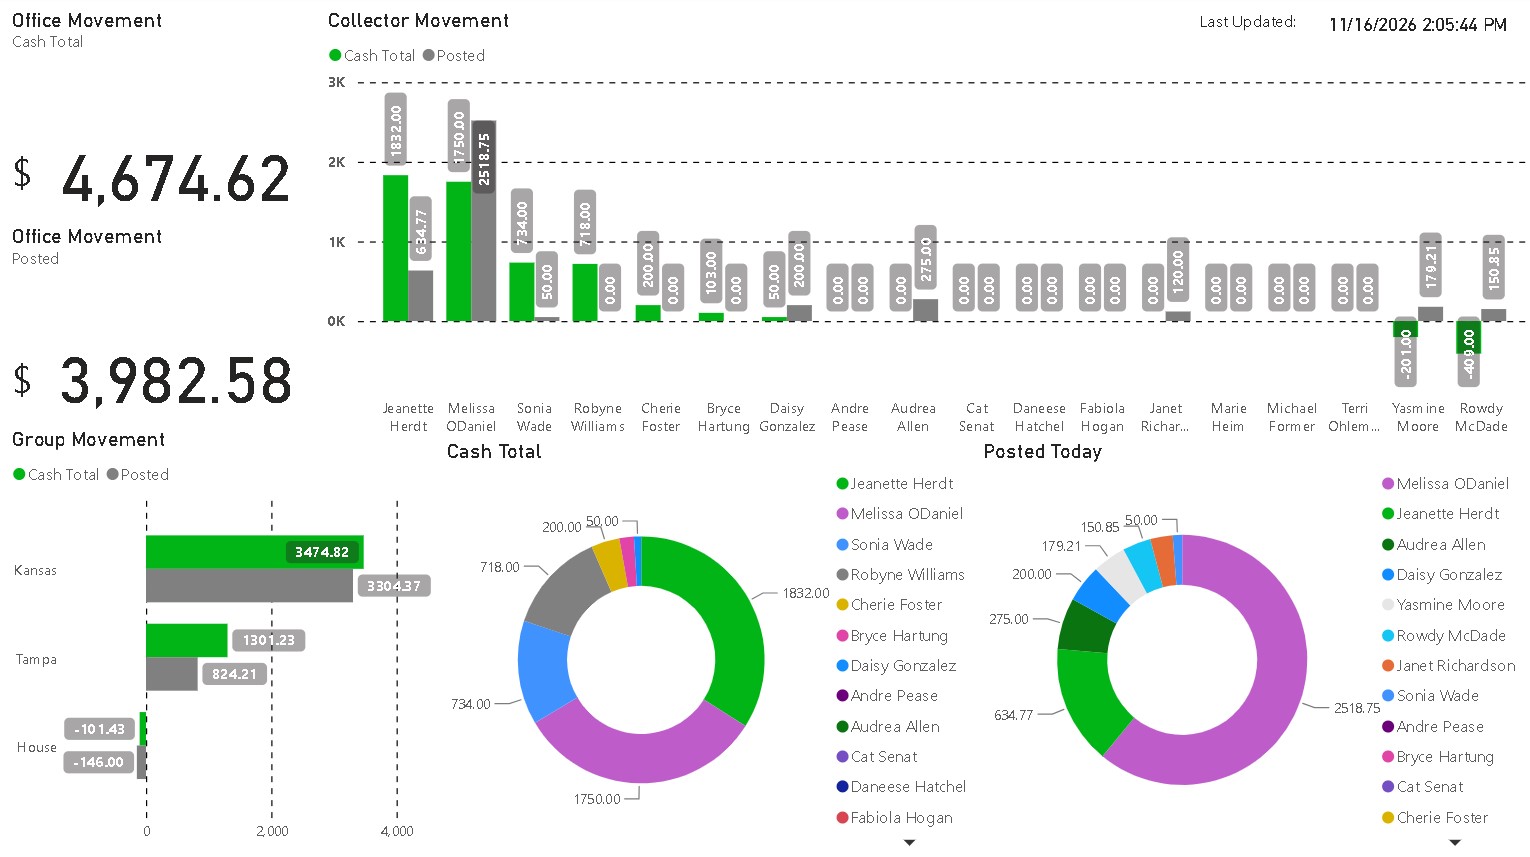 Office Movement
Cash Total
$ 4,674.62
Office Movement
Posted
$ 3,982.58
Collector Movement
Cash Total Posted
Last Updated: 11/16/2026 2:05:44 PM
3K
2K
1K
0K
1832.00
634.77
1750.00
2518.75
734.00
50.00
718.00
0.00
200.00
0.00
103.00
0.00
50.00
200.00
0.00
0.00
0.00
275.00
0.00
0.00
0.00
0.00
0.00
0.00
0.00
120.00
0.00
0.00
0.00
0.00
0.00
0.00
-201.00
179.21
-409.00
150.85
Jeanette
Herdt
Melissa
ODaniel
Sonia
Wade
Robyne
Williams
Cherie
Foster
Bryce
Hartung
Daisy
Gonzalez
Andre
Pease
Audrea
Allen
Cat
Senat
Daneese
Hatchel
Fabiola
Hogan
Janet
Richar...
Marie
Heim
Michael
Former
Terri
Ohlem...
Yasmine
Moore
Rowdy
McDade
Group Movement
Cash Total Posted
Kansas
3474.82
3304.37
Tampa
1301.23
824.21
House
-101.43
-146.00
0 2,000 4,000
Cash Total
50.00
200.00
718.00
1832.00
734.00
1750.00
Jeanette Herdt
Melissa ODaniel
Sonia Wade
Robyne Williams
Cherie Foster
Bryce Hartung
Daisy Gonzalez
Andre Pease
Audrea Allen
Cat Senat
Daneese Hatchel
Fabiola Hogan
Posted Today
50.00
150.85
179.21
200.00
275.00
634.77
2518.75
Melissa ODaniel
Jeanette Herdt
Audrea Allen
Daisy Gonzalez
Yasmine Moore
Rowdy McDade
Janet Richardson
Sonia Wade
Andre Pease
Bryce Hartung
Cat Senat
Cherie Foster